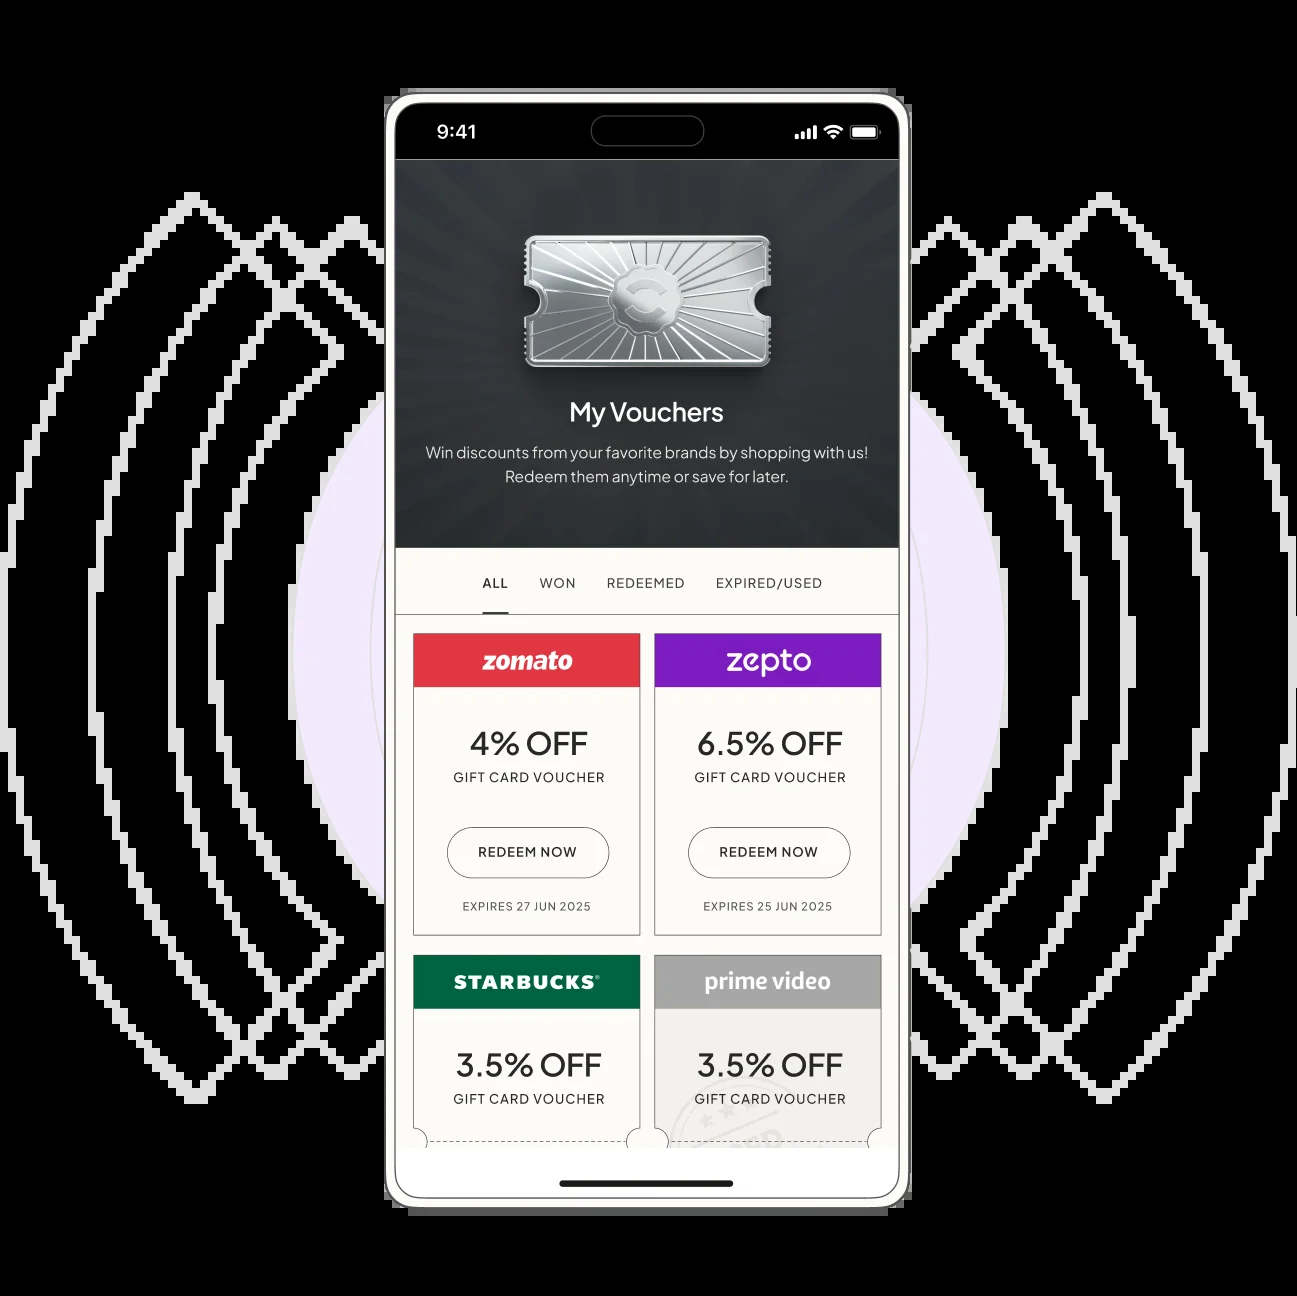 9:41
My Vouchers
Win discounts from your favorite brands by shopping with us!
Redeem them anytime or save for later.
ALL WON REDEEMED EXPIRED/USED
zomato
4% OFF
GIFT CARD VOUCHER
REDEEM NOW
EXPIRES 27 JUN 2025
zepto
6.5% OFF
GIFT CARD VOUCHER
REDEEM NOW
EXPIRES 25 JUN 2025
STARBUCKS®
3.5% OFF
GIFT CARD VOUCHER
prime video
3.5% OFF
GIFT CARD VOUCHER